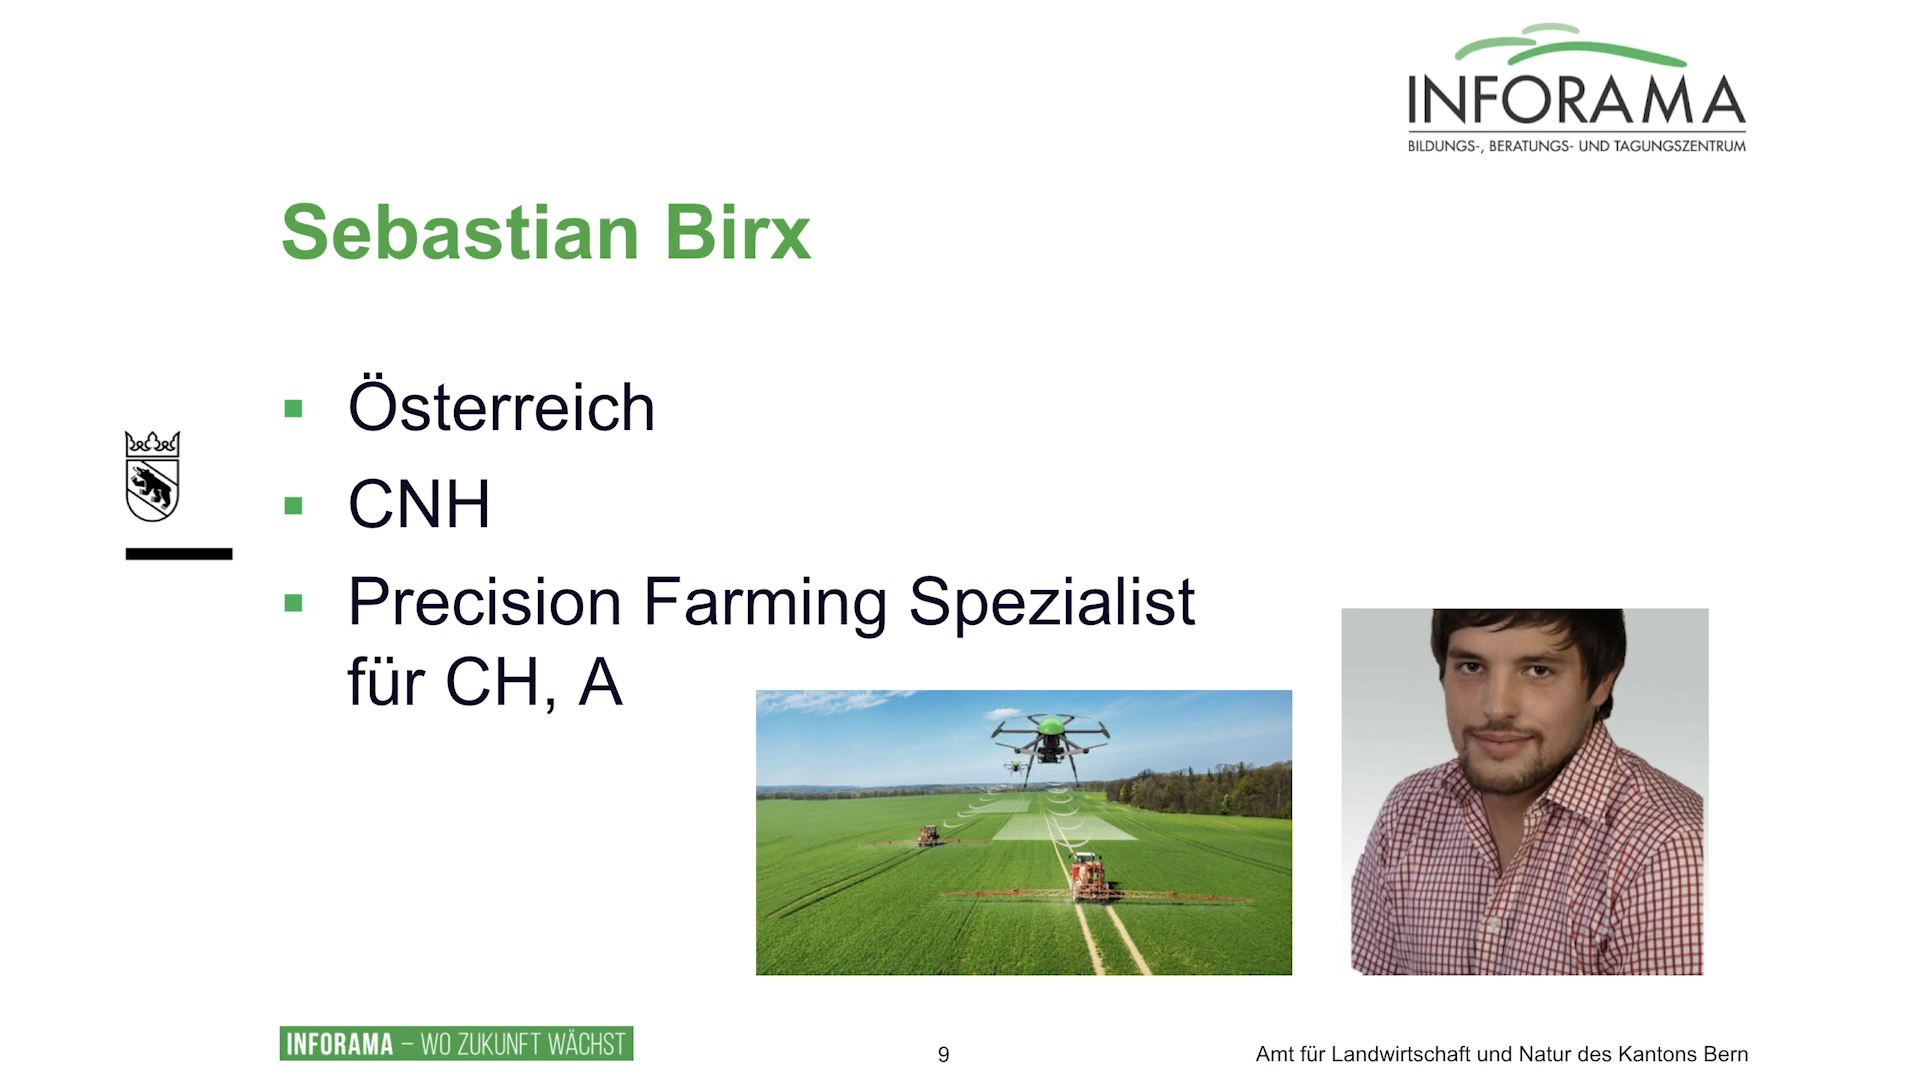 INFORAMA
BILDUNGS-, BERATUNGS- UND TAGUNGSZENTRUM
Sebastian Birx
Österreich
CNH
Precision Farming Spezialist
für CH, A
INFORAMA – WO ZUKUNFT WÄCHST
9
Amt für Landwirtschaft und Natur des Kantons Bern